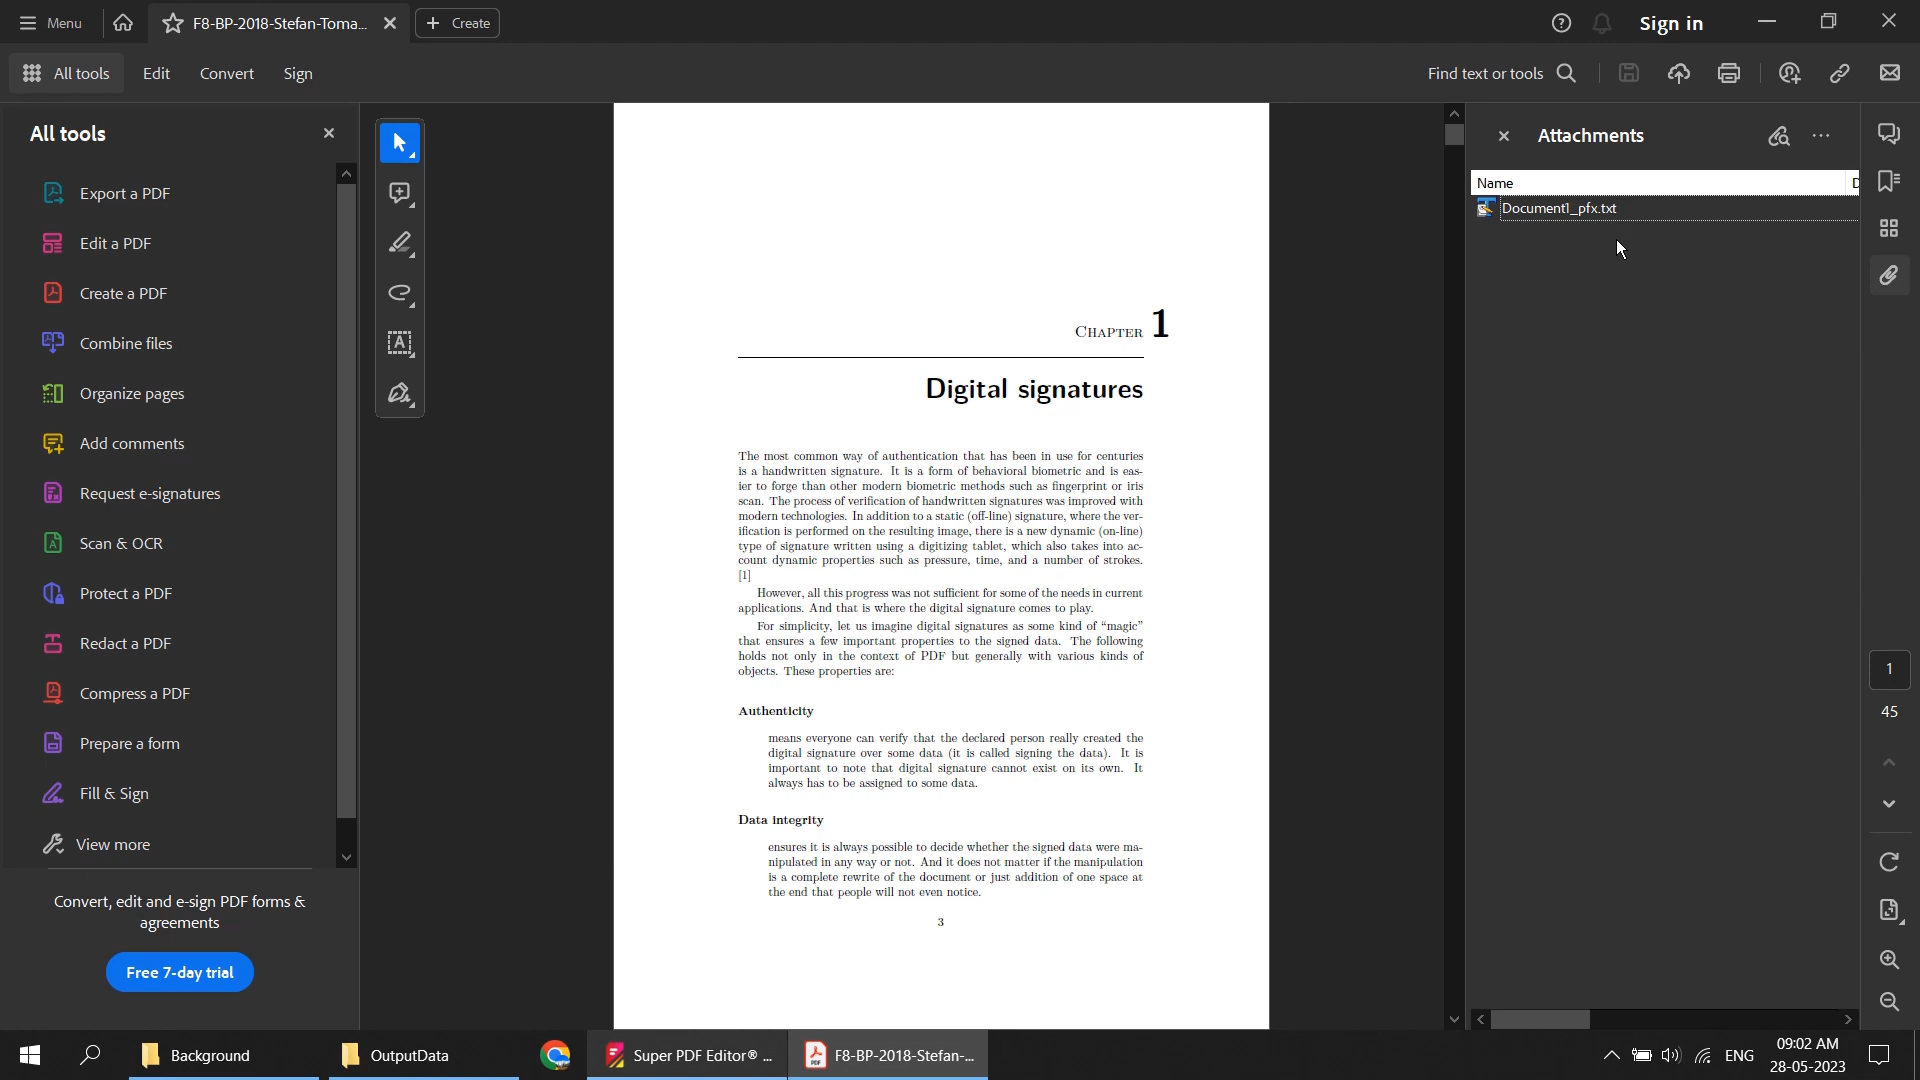 Menu
F8-BP-2018-Stefan-Toma...
Create
Sign in
All tools
Edit
Convert
Sign
Find text or tools
All tools
Export a PDF
Edit a PDF
Create a PDF
Combine files
Organize pages
Add comments
Request e-signatures
Scan & OCR
Protect a PDF
Redact a PDF
Compress a PDF
Prepare a form
Fill & Sign
View more
Convert, edit and e-sign PDF forms &
agreements
Free 7-day trial
Chapter 1
Digital signatures
The most common way of authentication that has been in use for centuries
is a handwritten signature. It is a form of behavioral biometric and is eas-
ier to forge than other modern biometric methods such as fingerprint or iris
scan. The process of verification of handwritten signatures was improved with
modern technologies. In addition to a static (off-line) signature, where the ver-
ification is performed on the resulting image, there is a new dynamic (on-line)
type of signature written using a digitizing tablet, which also takes into ac-
count dynamic properties such as pressure, time, and a number of strokes.
[1]
However, all this progress was not sufficient for some of the needs in current
applications. And that is where the digital signature comes to play.
For simplicity, let us imagine digital signatures as some kind of “magic”
that ensures a few important properties to the signed data. The following
holds not only in the context of PDF but generally with various kinds of
objects. These properties are:
Authenticity
means everyone can verify that the declared person really created the
digital signature over some data (it is called signing the data). It is
important to note that digital signature cannot exist on its own. It
always has to be assigned to some data.
Data integrity
ensures it is always possible to decide whether the signed data were ma-
nipulated in any way or not. And it does not matter if the manipulation
is a complete rewrite of the document or just addition of one space at
the end that people will not even notice.
3
Attachments
Name
D
Document1_pfx.txt
1
45
Background
OutputData
Super PDF Editor® ...
F8-BP-2018-Stefan-...
ENG
09:02 AM
28-05-2023